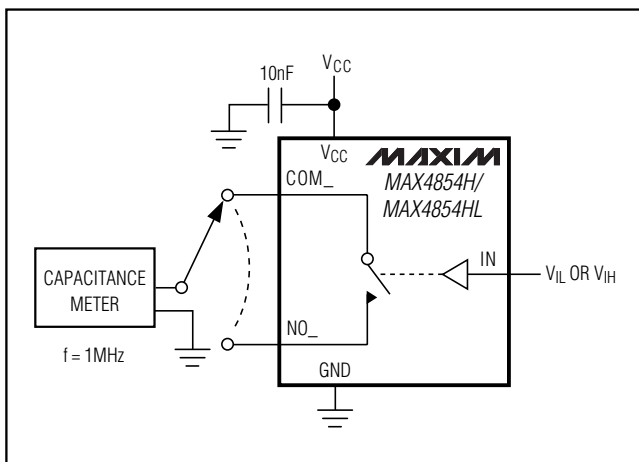 10nF
VCC
VCC
MAXIM
MAX4854H/
MAX4854HL
COM_
IN
VIL OR VIH
CAPACITANCE
METER
NO_
f = 1MHz
GND